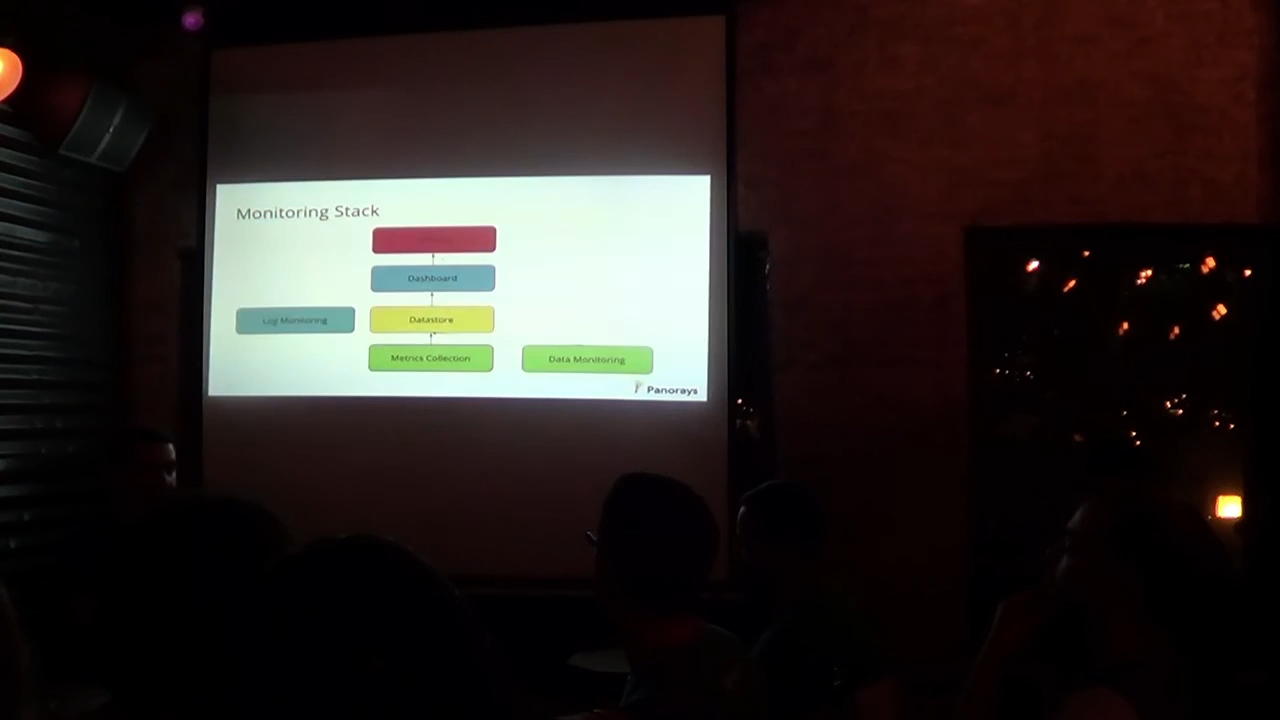 Monitoring Stack
Dashboard
Log Monitoring
Datastore
Metrics Collection
Data Monitoring
Panorays